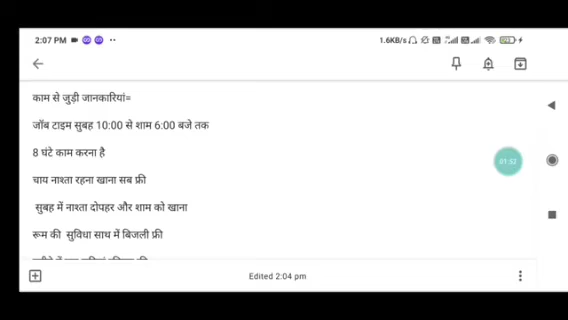 2:07 PM
1.6KB/s
काम से जुड़ी जानकारियां=
जॉब टाइम सुबह 10:00 से शाम 6:00 बजे तक
8 घंटे काम करना है
01:52
चाय नाश्ता रहना खाना सब फ्री
सुबह में नाश्ता दोपहर और शाम को खाना
रूम की सुविधा साथ में बिजली फ्री
Edited 2:04 pm